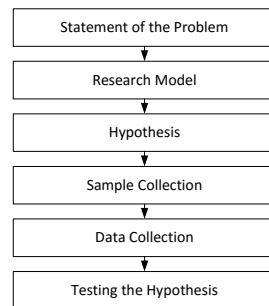 Statement of the Problem
Research Model
Hypothesis
Sample Collection
Data Collection
Testing the Hypothesis